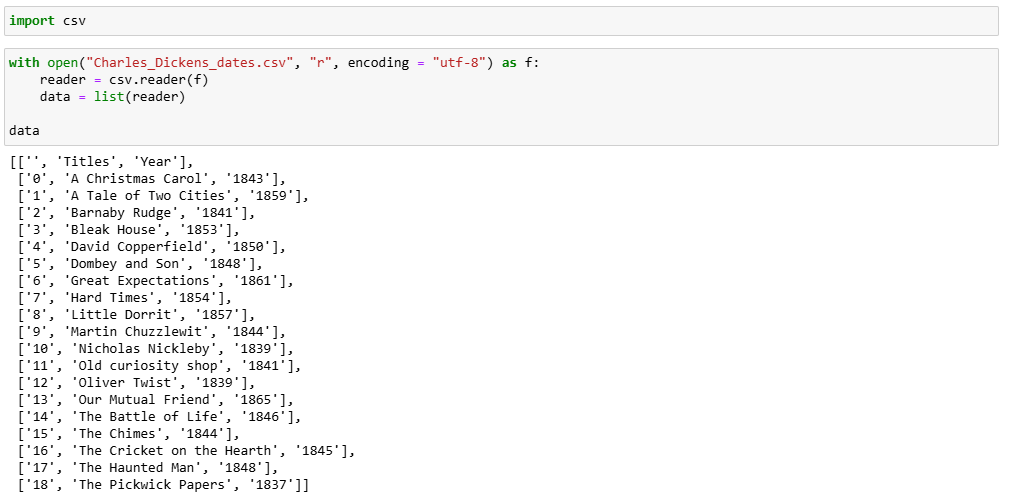 import csv
with open("Charles_Dickens_dates.csv", "r", encoding = "utf-8") as f:
    reader = csv.reader(f)
    data = list(reader)
data
[['', 'Titles', 'Year'],
 ['0', 'A Christmas Carol', '1843'],
 ['1', 'A Tale of Two Cities', '1859'],
 ['2', 'Barnaby Rudge', '1841'],
 ['3', 'Bleak House', '1853'],
 ['4', 'David Copperfield', '1850'],
 ['5', 'Dombey and Son', '1848'],
 ['6', 'Great Expectations', '1861'],
 ['7', 'Hard Times', '1854'],
 ['8', 'Little Dorrit', '1857'],
 ['9', 'Martin Chuzzlewit', '1844'],
 ['10', 'Nicholas Nickleby', '1839'],
 ['11', 'Old curiosity shop', '1841'],
 ['12', 'Oliver Twist', '1839'],
 ['13', 'Our Mutual Friend', '1865'],
 ['14', 'The Battle of Life', '1846'],
 ['15', 'The Chimes', '1844'],
 ['16', 'The Cricket on the Hearth', '1845'],
 ['17', 'The Haunted Man', '1848'],
 ['18', 'The Pickwick Papers', '1837']]